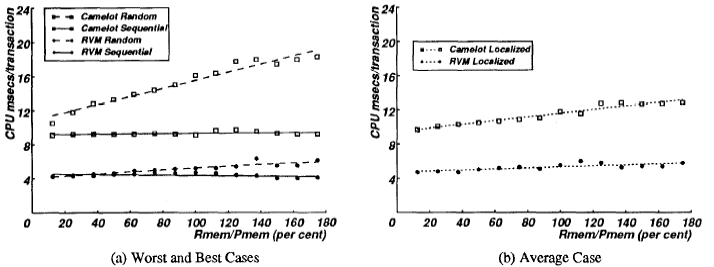 CPU msecs/transaction
24
20
16
12
8
4
0
Camelot Random
Camelot Sequential
RVM Random
RVM Sequential
20 40 60 80 100 120 140 160 180
Rmem/Pmem (per cent)
(a) Worst and Best Cases
CPU msecs/transaction
24
20
16
12
8
4
0
Camelot Localized
RVM Localized
20 40 60 80 100 120 140 160 180
Rmem/Pmem (per cent)
(b) Average Case